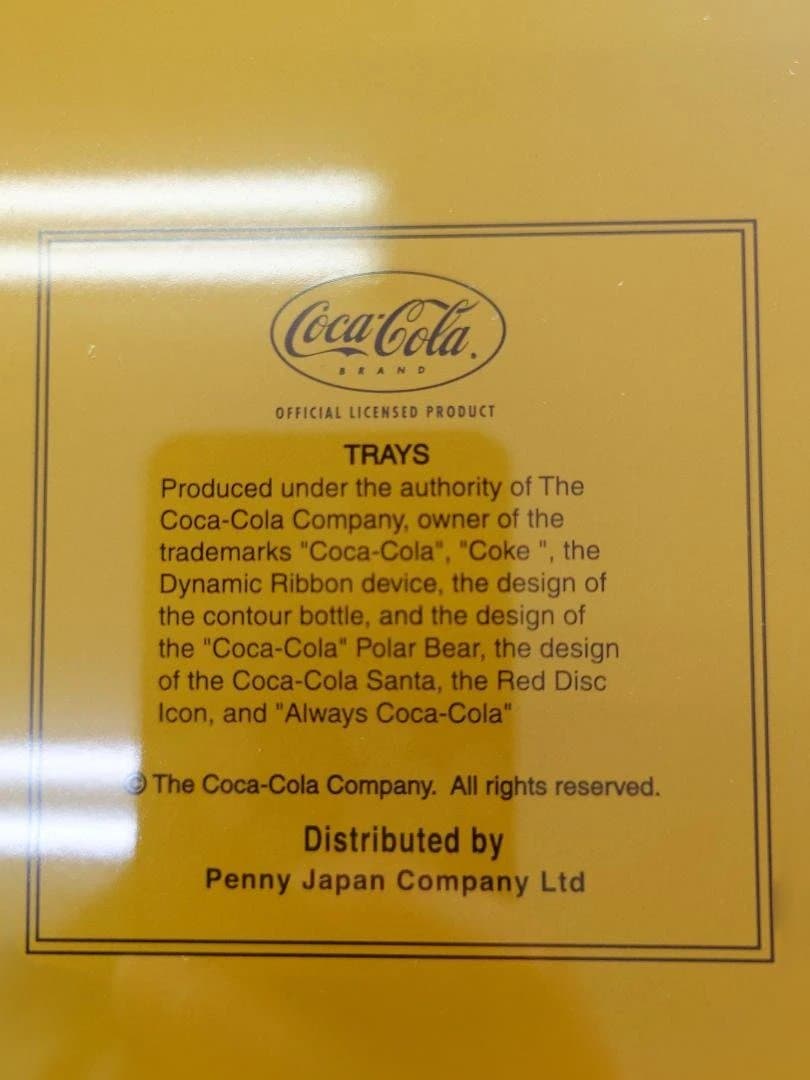 Coca-Cola.
BRAND
OFFICIAL LICENSED PRODUCT
TRAYS
Produced under the authority of The
Coca-Cola Company, owner of the
trademarks "Coca-Cola", "Coke ", the
Dynamic Ribbon device, the design of
the contour bottle, and the design of
the "Coca-Cola" Polar Bear, the design
of the Coca-Cola Santa, the Red Disc
Icon, and "Always Coca-Cola"
© The Coca-Cola Company. All rights reserved.
Distributed by
Penny Japan Company Ltd